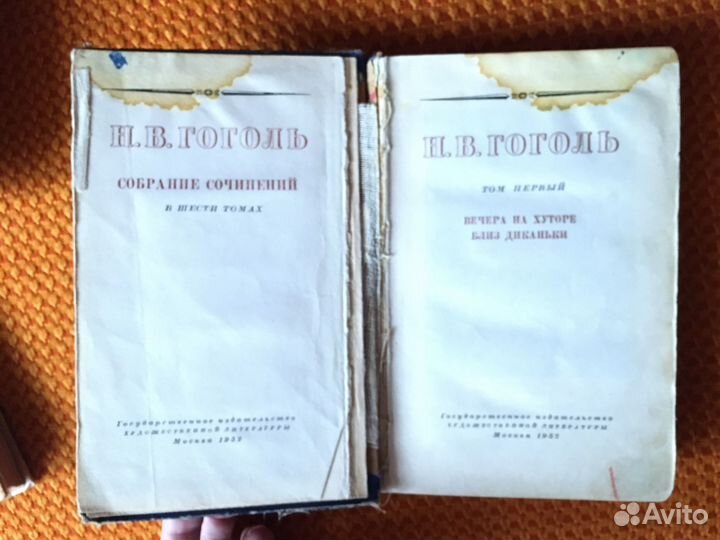 Н. В. ГОГОЛЬ
СОБРАНИЕ СОЧИНЕНИЙ
В ШЕСТИ ТОМАХ
Государственное издательство
ХУДОЖЕСТВЕННОЙ ЛИТЕРАТУРЫ
Москва 1952
Н. В. ГОГОЛЬ
ТОМ ПЕРВЫЙ
ВЕЧЕРА НА ХУТОРЕ
БЛИЗ ДИКАНЬКИ
Государственное издательство
ХУДОЖЕСТВЕННОЙ ЛИТЕРАТУРЫ
Москва 1952
Avito